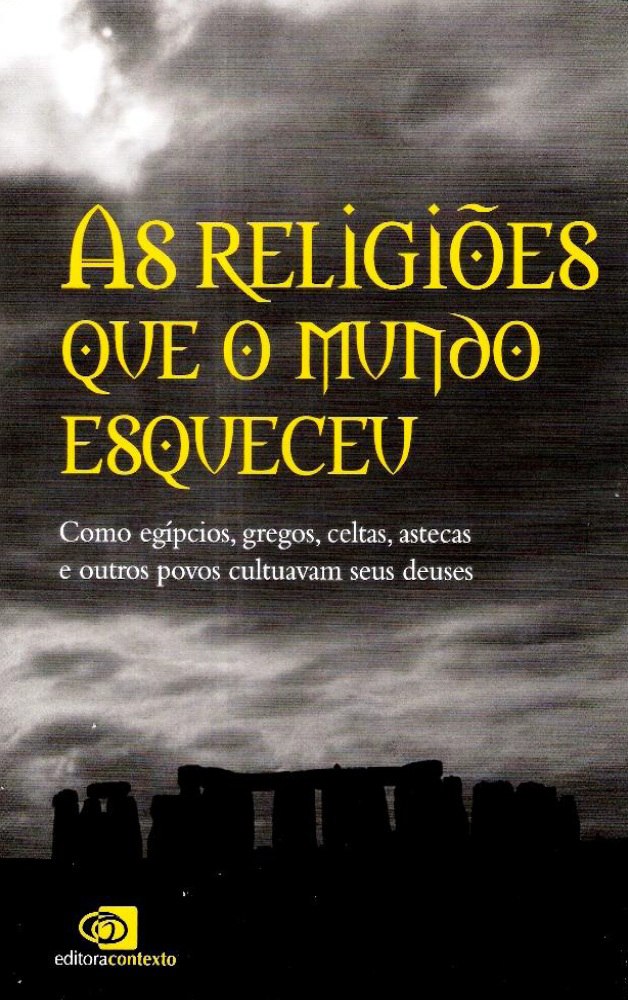 As religiões
que o mundo
esqueceu
Como egípcios, gregos, celtas, astecas
e outros povos cultuavam seus deuses
editoracontexto